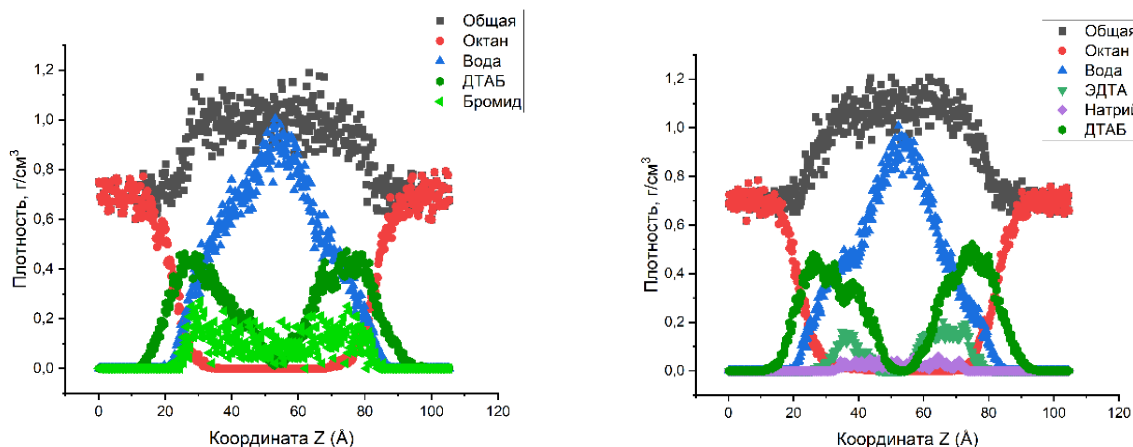 Общая
Октан
Вода
ДТАБ
Бромид
1,2
1,0
0,8
0,6
0,4
0,2
0,0
Плотность, г/см³
0
20
40
60
80
100
120
Координата Z (Å)
Общая
Октан
Вода
ЭДТА
Натрий
ДТАБ
1,2
1,0
0,8
0,6
0,4
0,2
0,0
Плотность, г/см³
0
20
40
60
80
100
120
Координата Z (Å)